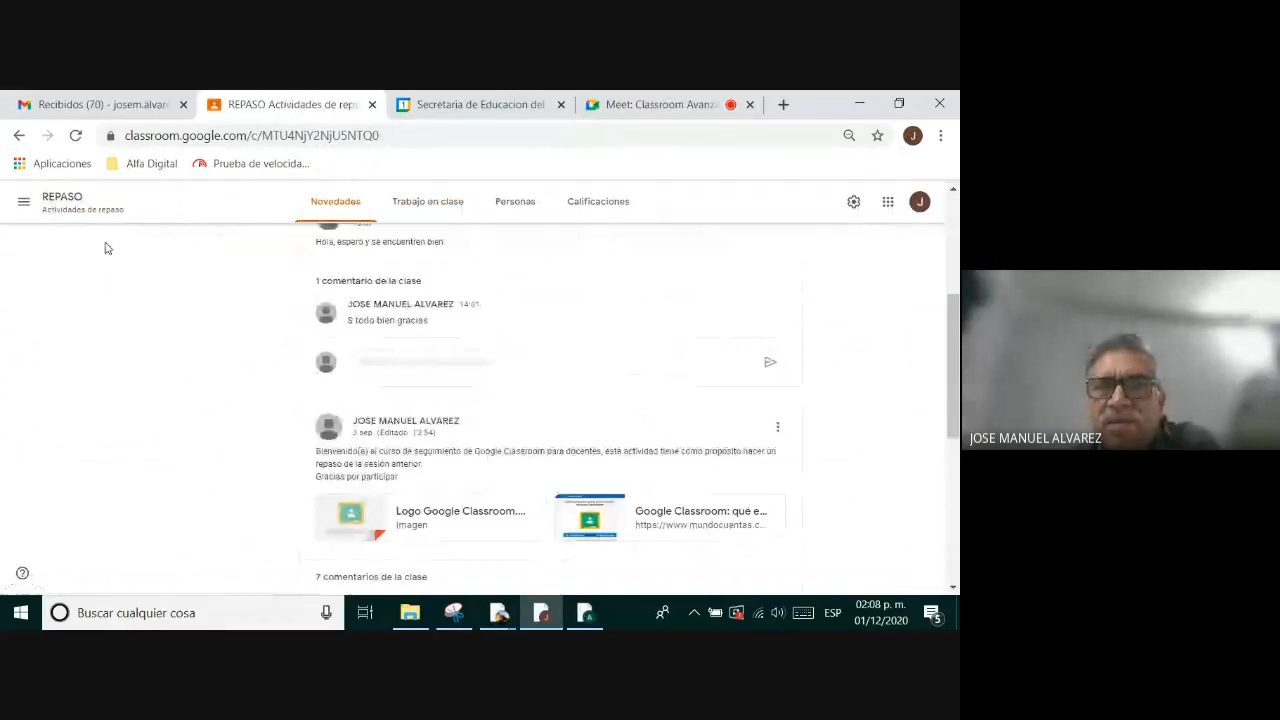 Recibidos (70) - josem.alvare
REPASO Actividades de rep
Secretaria de Educacion del
Meet: Classroom Avanz
classroom.google.com/c/MTU4NjY2NjU5NTQ0
J
Aplicaciones
Alfa Digital
Prueba de velocida...
REPASO
Actividades de repaso
Novedades
Trabajo en clase
Personas
Calificaciones
J
Hola, espero y se encuentren bien
1 comentario de la clase
JOSE MANUEL ALVAREZ 14:01
S todo bien gracias
JOSE MANUEL ALVAREZ
3 sep. (Editado
Bienvenido(a) al curso de seguimiento de Google Classroom para docentes, está actividad tiene como propósito hacer un
repaso de la sesión anterior.
Gracias por participar
Logo Google Classroom....
Imagen
Google Classroom: qué e...
https://www.mundocuentas.c...
7 comentarios de la clase
Buscar cualquier cosa
ESP
02:08 p. m.
01/12/2020
5
JOSE MANUEL ALVAREZ